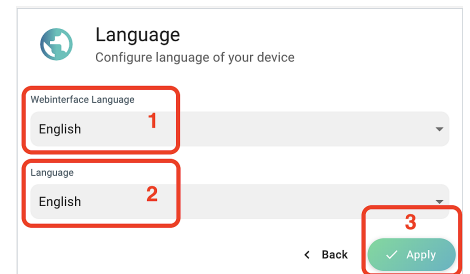 Language
Configure language of your device
Webinterface Language
English
1
Language
English
2
3
Back
Apply